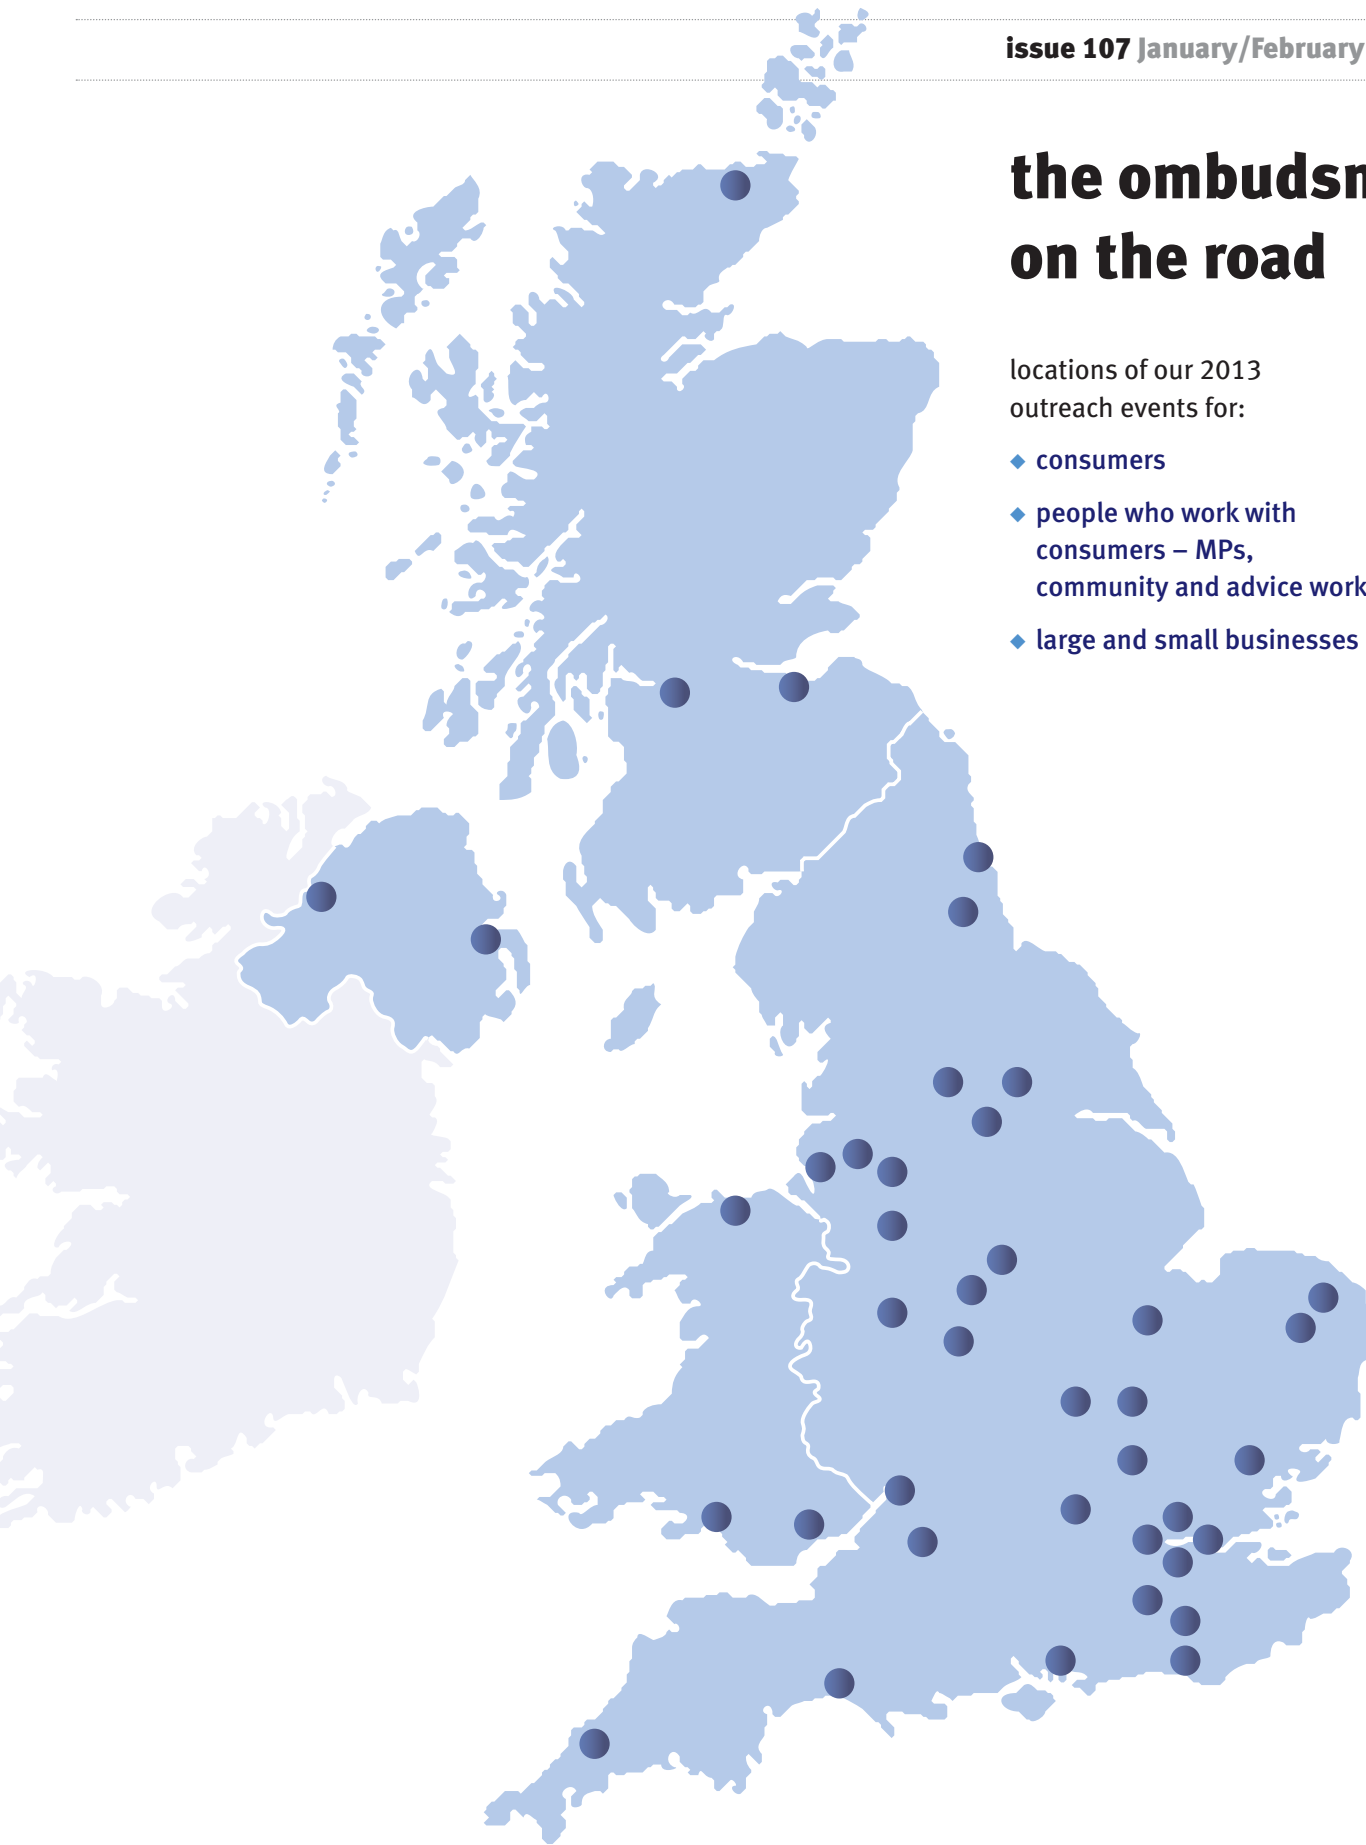 issue 107 January/February
the ombudsm
on the road
locations of our 2013
outreach events for:
◆ consumers
◆ people who work with
consumers – MPs,
community and advice work
◆ large and small businesses